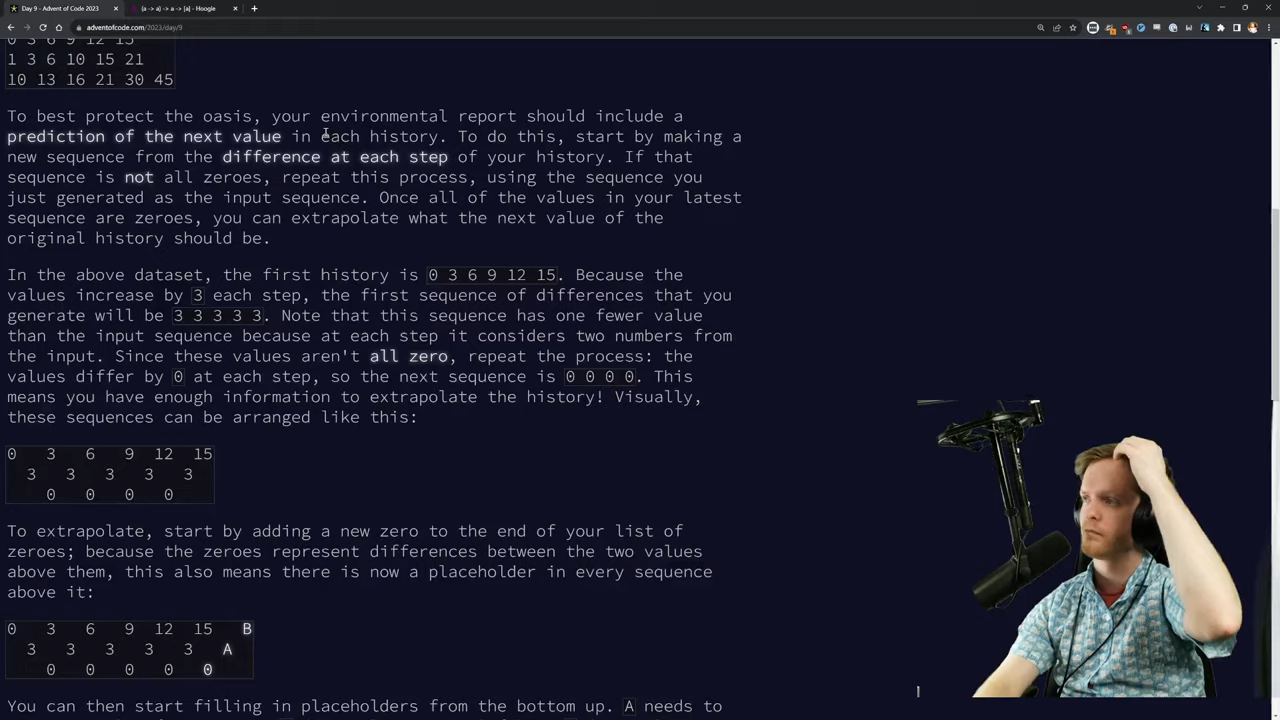 Day 9 - Advent of Code 2023
(a -> a) -> a -> [a] - Hoogle
adventofcode.com/2023/day/9
0 3 6 9 12 15
1 3 6 10 15 21
10 13 16 21 30 45
To best protect the oasis, your environmental report should include a
prediction of the next value in each history. To do this, start by making a
new sequence from the difference at each step of your history. If that
sequence is not all zeroes, repeat this process, using the sequence you
just generated as the input sequence. Once all of the values in your latest
sequence are zeroes, you can extrapolate what the next value of the
original history should be.
In the above dataset, the first history is 0 3 6 9 12 15. Because the
values increase by 3 each step, the first sequence of differences that you
generate will be 3 3 3 3 3. Note that this sequence has one fewer value
than the input sequence because at each step it considers two numbers from
the input. Since these values aren't all zero, repeat the process: the
values differ by 0 at each step, so the next sequence is 0 0 0 0. This
means you have enough information to extrapolate the history! Visually,
these sequences can be arranged like this:
0 3 6 9 12 15
3 3 3 3 3
0 0 0 0
To extrapolate, start by adding a new zero to the end of your list of
zeroes; because the zeroes represent differences between the two values
above them, this also means there is now a placeholder in every sequence
above it:
0 3 6 9 12 15 B
3 3 3 3 3 A
0 0 0 0 0
You can then start filling in placeholders from the bottom up. A needs to